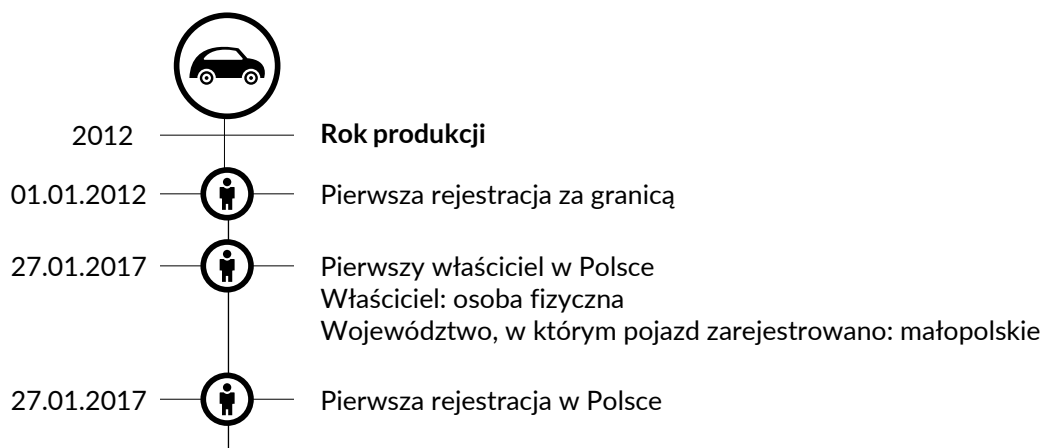 2012 Rok produkcji
01.01.2012 Pierwsza rejestracja za granicą
27.01.2017 Pierwszy właściciel w Polsce
Właściciel: osoba fizyczna
Województwo, w którym pojazd zarejestrowano: małopolskie
27.01.2017 Pierwsza rejestracja w Polsce